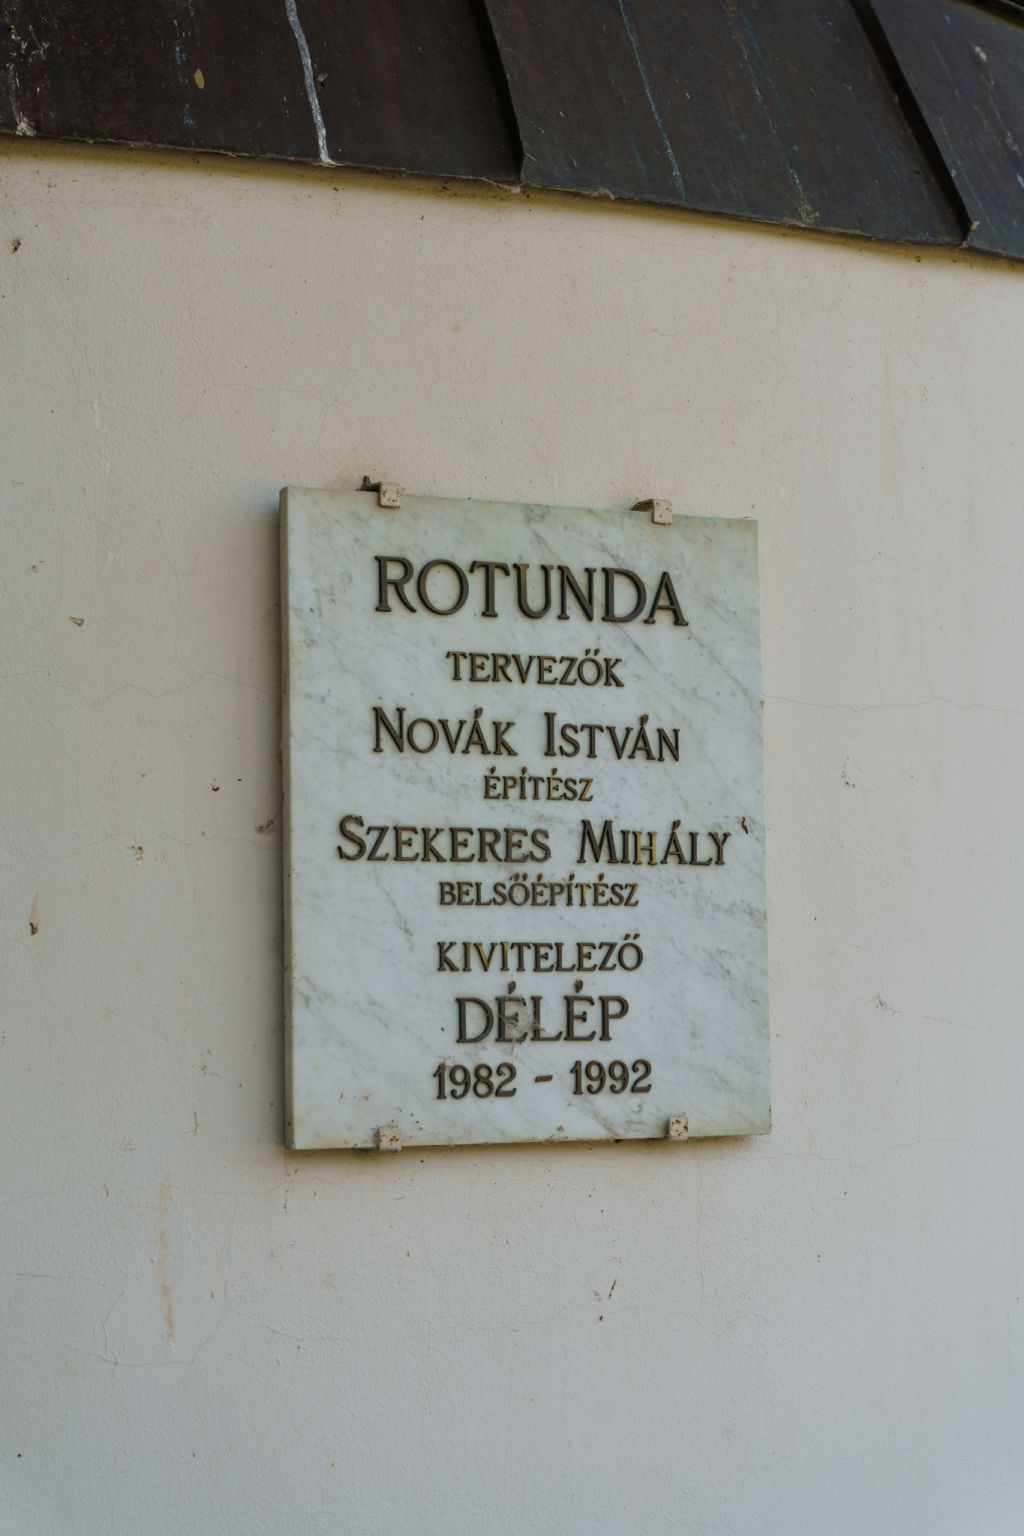 ROTUNDA
TERVEZŐK
NOVÁK ISTVÁN
ÉPÍTÉSZ
SZEKERES MIHÁLY
BELSŐÉPÍTÉSZ
KIVITELEZŐ
DÉLÉP
1982 - 1992